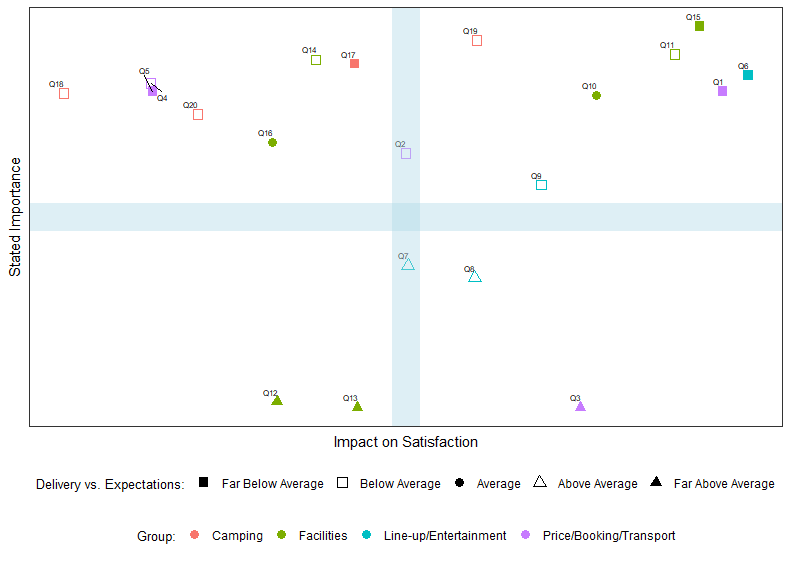 Q15
Q19
Q14
Q11
Q17
Q6
Q5
Q18
Q1
Q10
Q4
Q20
Q16
Q2
Q9
Stated Importance
Q7
Q8
Q12
Q13
Q3
Impact on Satisfaction
Delivery vs. Expectations: Far Below Average Below Average Average Above Average Far Above Average
Group: Camping Facilities Line-up/Entertainment Price/Booking/Transport